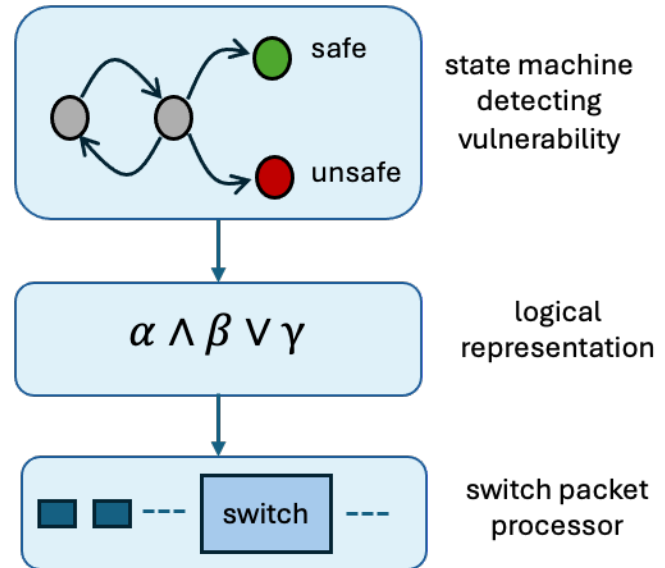 safe
unsafe
state machine
detecting
vulnerability
α ∧ β ∨ γ
logical
representation
switch
switch packet
processor